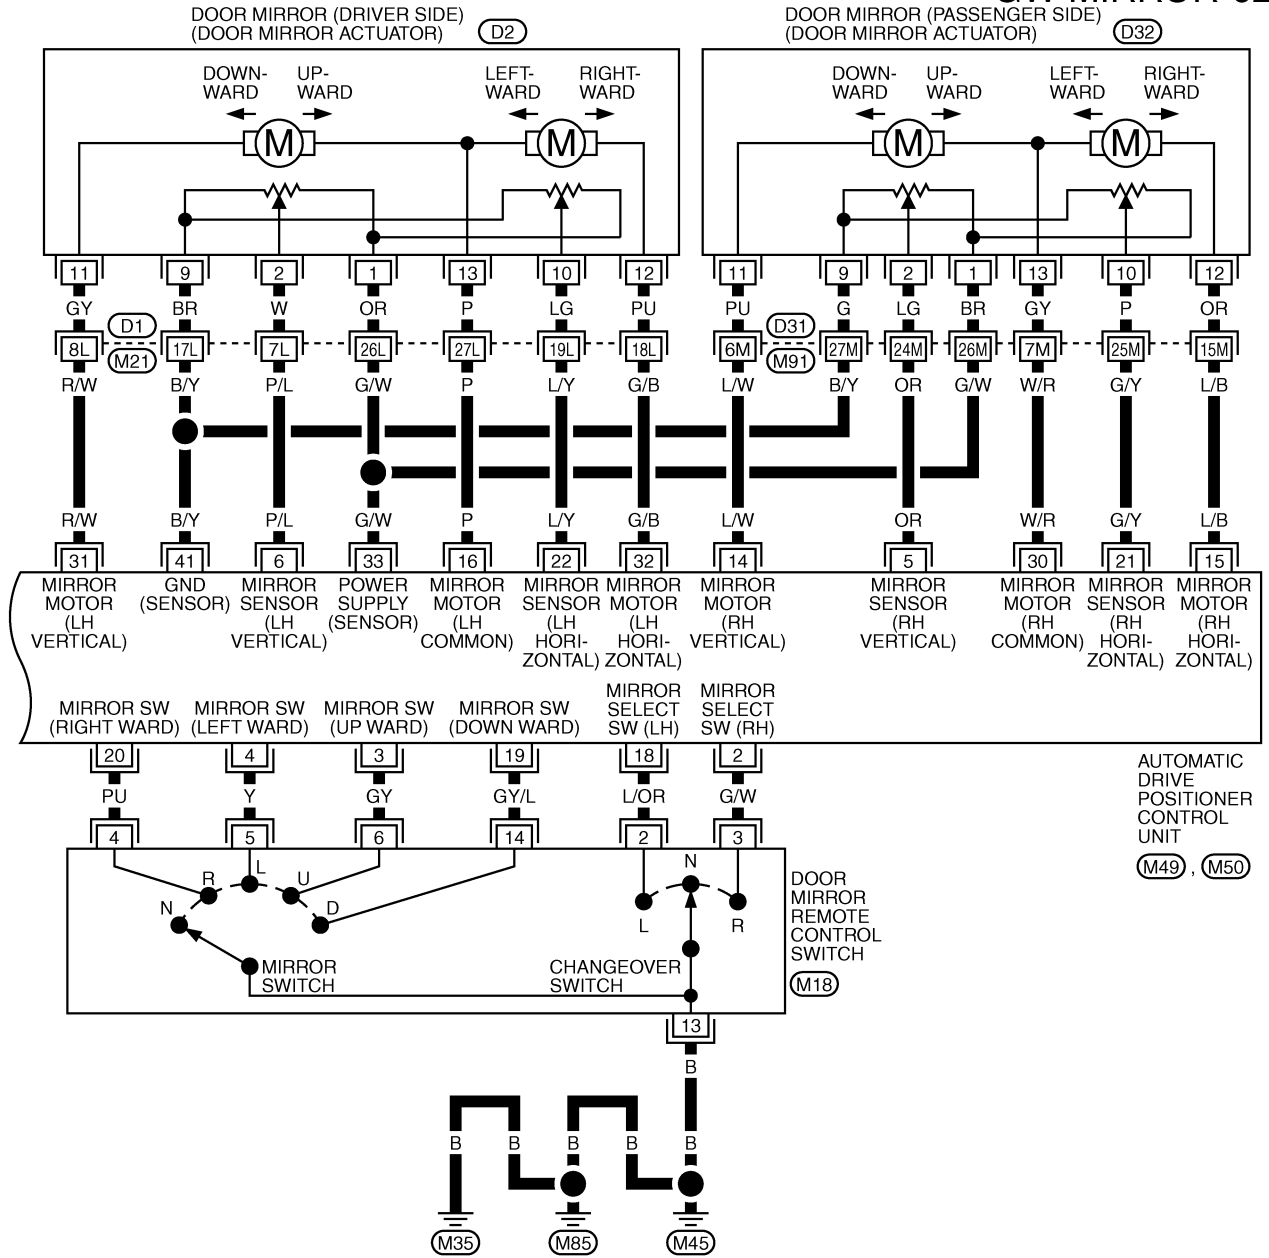 DOOR MIRROR (DRIVER SIDE)
(DOOR MIRROR ACTUATOR) D2
DOOR MIRROR (PASSENGER SIDE)
(DOOR MIRROR ACTUATOR) D32
DOWN- UP- LEFT- RIGHT- DOWN- UP- LEFT- RIGHT-
WARD WARD WARD WARD WARD WARD WARD WARD
M M M M
11 9 2 1 13 10 12 11 9 2 1 13 10 12
GY BR W OR P LG PU PU G LG BR GY P OR
D1 D31
8L 17L 7L 26L 27L 19L 18L 6M 27M 24M 26M 7M 25M 15M
M21 M91
R/W B/Y P/L G/W P L/Y G/B L/W B/Y OR G/W W/R G/Y L/B
R/W B/Y P/L G/W P L/Y G/B L/W OR W/R G/Y L/B
31 41 6 33 16 22 32 14 5 30 21 15
MIRROR
MOTOR
(LH
VERTICAL)
GND
(SENSOR)
MIRROR
SENSOR
(LH
VERTICAL)
POWER
SUPPLY
(SENSOR)
MIRROR
MOTOR
(LH
COMMON)
MIRROR
SENSOR
(LH
HORI-
ZONTAL)
MIRROR
MOTOR
(LH
HORI-
ZONTAL)
MIRROR
MOTOR
(RH
VERTICAL)
MIRROR
SENSOR
(RH
VERTICAL)
MIRROR
MOTOR
(RH
COMMON)
MIRROR
SENSOR
(RH
HORI-
ZONTAL)
MIRROR
MOTOR
(RH
HORI-
ZONTAL)
MIRROR SW
(RIGHT WARD)
MIRROR SW
(LEFT WARD)
MIRROR SW
(UP WARD)
MIRROR SW
(DOWN WARD)
MIRROR
SELECT
SW (LH)
MIRROR
SELECT
SW (RH)
20 4 3 19 18 2
AUTOMATIC
DRIVE
POSITIONER
CONTROL
UNIT
M49 , M50
PU Y GY GY/L L/OR G/W
4 5 6 14 2 3
N R L U D
L N R
MIRROR
SWITCH
CHANGEOVER
SWITCH
DOOR
MIRROR
REMOTE
CONTROL
SWITCH
M18
13
B
B B B B B
M35 M85 M45